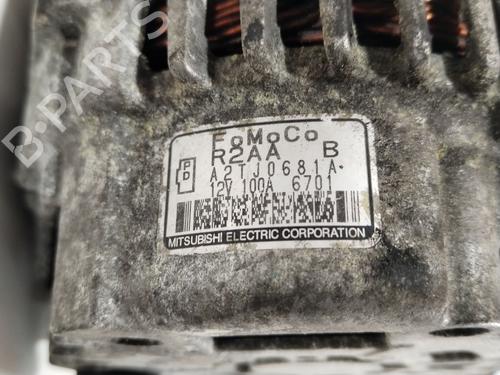 B-PARTS
FoMoCo
R2AA B
P D
A2TJ0681A
12V 100A 6701
MITSUBISHI ELECTRIC CORPORATION